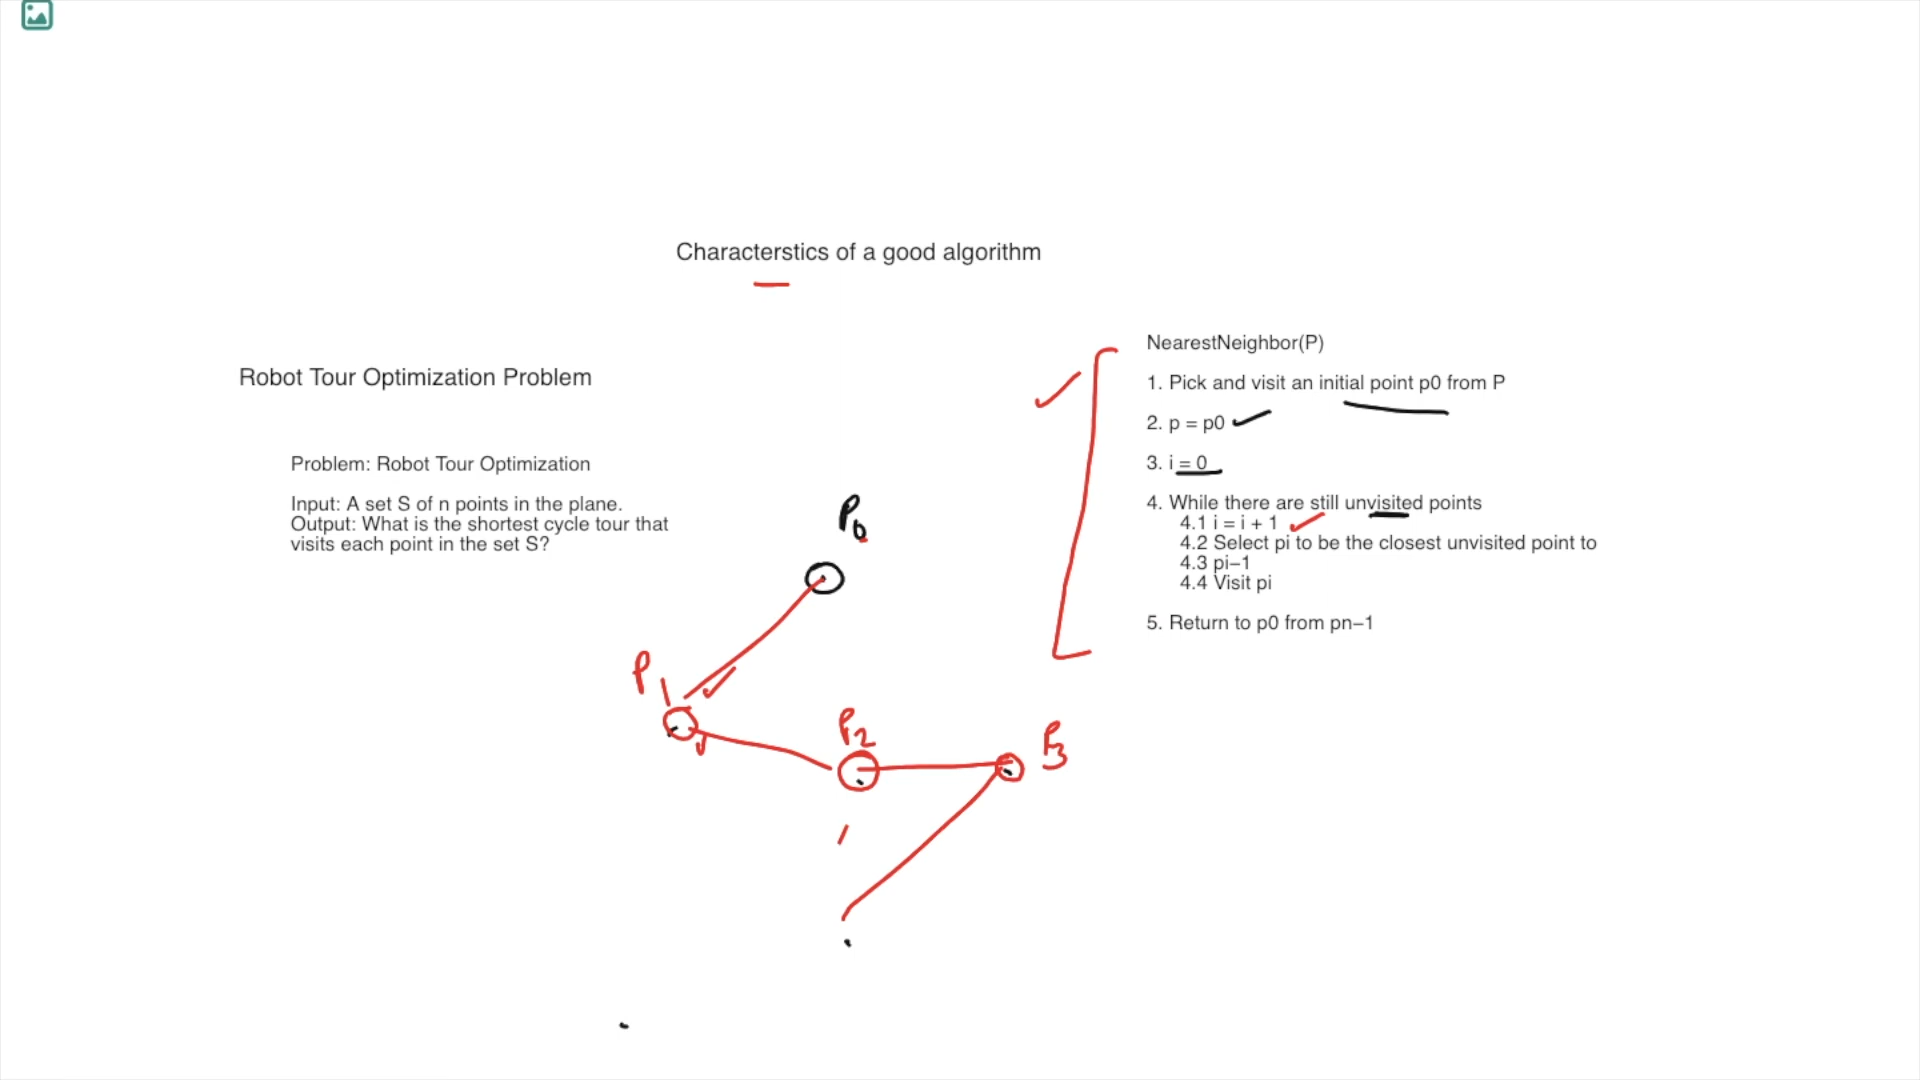 Characterstics of a good algorithm
Robot Tour Optimization Problem
Problem: Robot Tour Optimization
Input: A set S of n points in the plane.
Output: What is the shortest cycle tour that
visits each point in the set S?
NearestNeighbor(P)
1. Pick and visit an initial point p0 from P
2. p = p0
3. i = 0
4. While there are still unvisited points
4.1 i = i + 1
4.2 Select pi to be the closest unvisited point to
4.3 pi–1
4.4 Visit pi
5. Return to p0 from pn–1
P0
P1
P2
P3